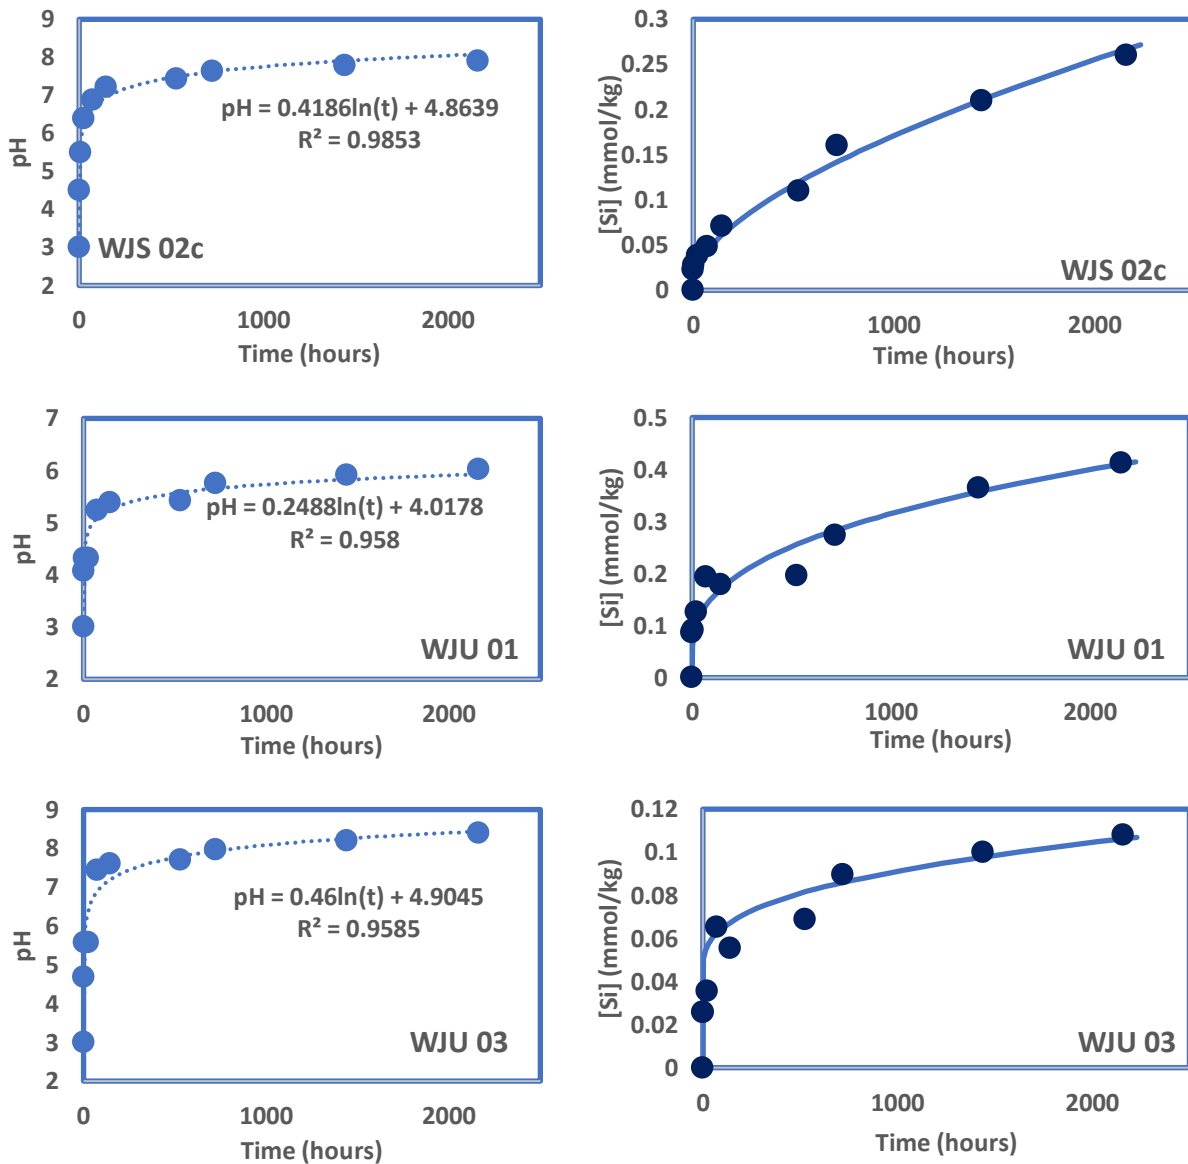 9
8
7
6
5
4
3
2
pH
pH = 0.4186ln(t) + 4.8639
R² = 0.9853
WJS 02c
0
1000
2000
Time (hours)
0.3
0.25
0.2
0.15
0.1
0.05
0
[Si] (mmol/kg)
WJS 02c
0
1000
2000
Time (hours)
7
6
5
4
3
2
pH
pH = 0.2488ln(t) + 4.0178
R² = 0.958
WJU 01
0
1000
2000
Time (hours)
0.5
0.4
0.3
0.2
0.1
0
[Si] (mmol/kg)
WJU 01
0
1000
2000
Time (hours)
9
8
7
6
5
4
3
2
pH
pH = 0.46ln(t) + 4.9045
R² = 0.9585
WJU 03
0
1000
2000
Time (hours)
0.12
0.1
0.08
0.06
0.04
0.02
0
[Si] (mmol/kg)
WJU 03
0
1000
2000
Time (hours)